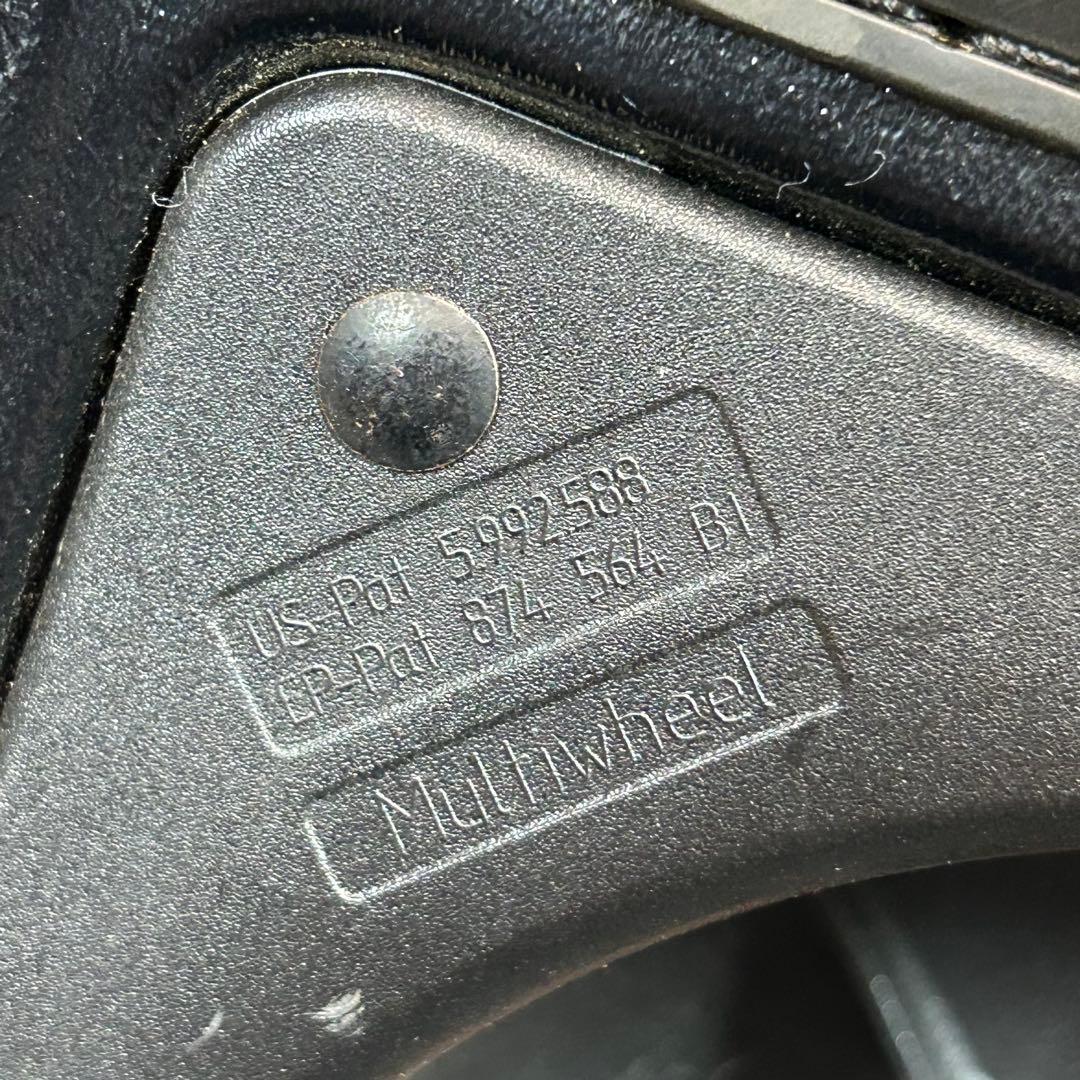 US-Pat 5992588
EP-Pat 874 564 B1
Multiwheel